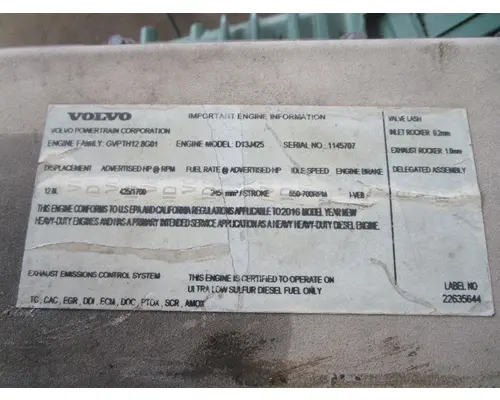 VOLVO
IMPORTANT ENGINE INFORMATION
VOLVO POWERTRAIN CORPORATION
ENGINE FAMILY: GVPTH12.8G01 ENGINE MODEL: D13J425 SERIAL NO: 1145707
DISPLACEMENT ADVERTISED HP @ RPM FUEL RATE @ ADVERTISED HP IDLE SPEED ENGINE BRAKE
425/1700 245 mm³/STROKE 650-700RPM I-VEB
THIS ENGINE CONFORMS TO U.S EPA AND CALIFORNIA REGULATIONS APPLICABLE TO 2016 MODEL YEAR NEW
HEAVY-DUTY ENGINES AND HAS A PRIMARY INTENDED SERVICE APPLICATION AS A HEAVY HEAVY-DUTY DIESEL ENGINE.
EXHAUST EMISSIONS CONTROL SYSTEM
THIS ENGINE IS CERTIFIED TO OPERATE ON
ULTRA LOW SULFUR DIESEL FUEL ONLY
TC, CAC, EGR, DDI, ECM, DOC, PTOX, SCR, AMOX
VALVE LASH
INLET ROCKER 0.2mm
EXHAUST ROCKER
DELEGATED ASSEMBLY
LABEL NO
22635644